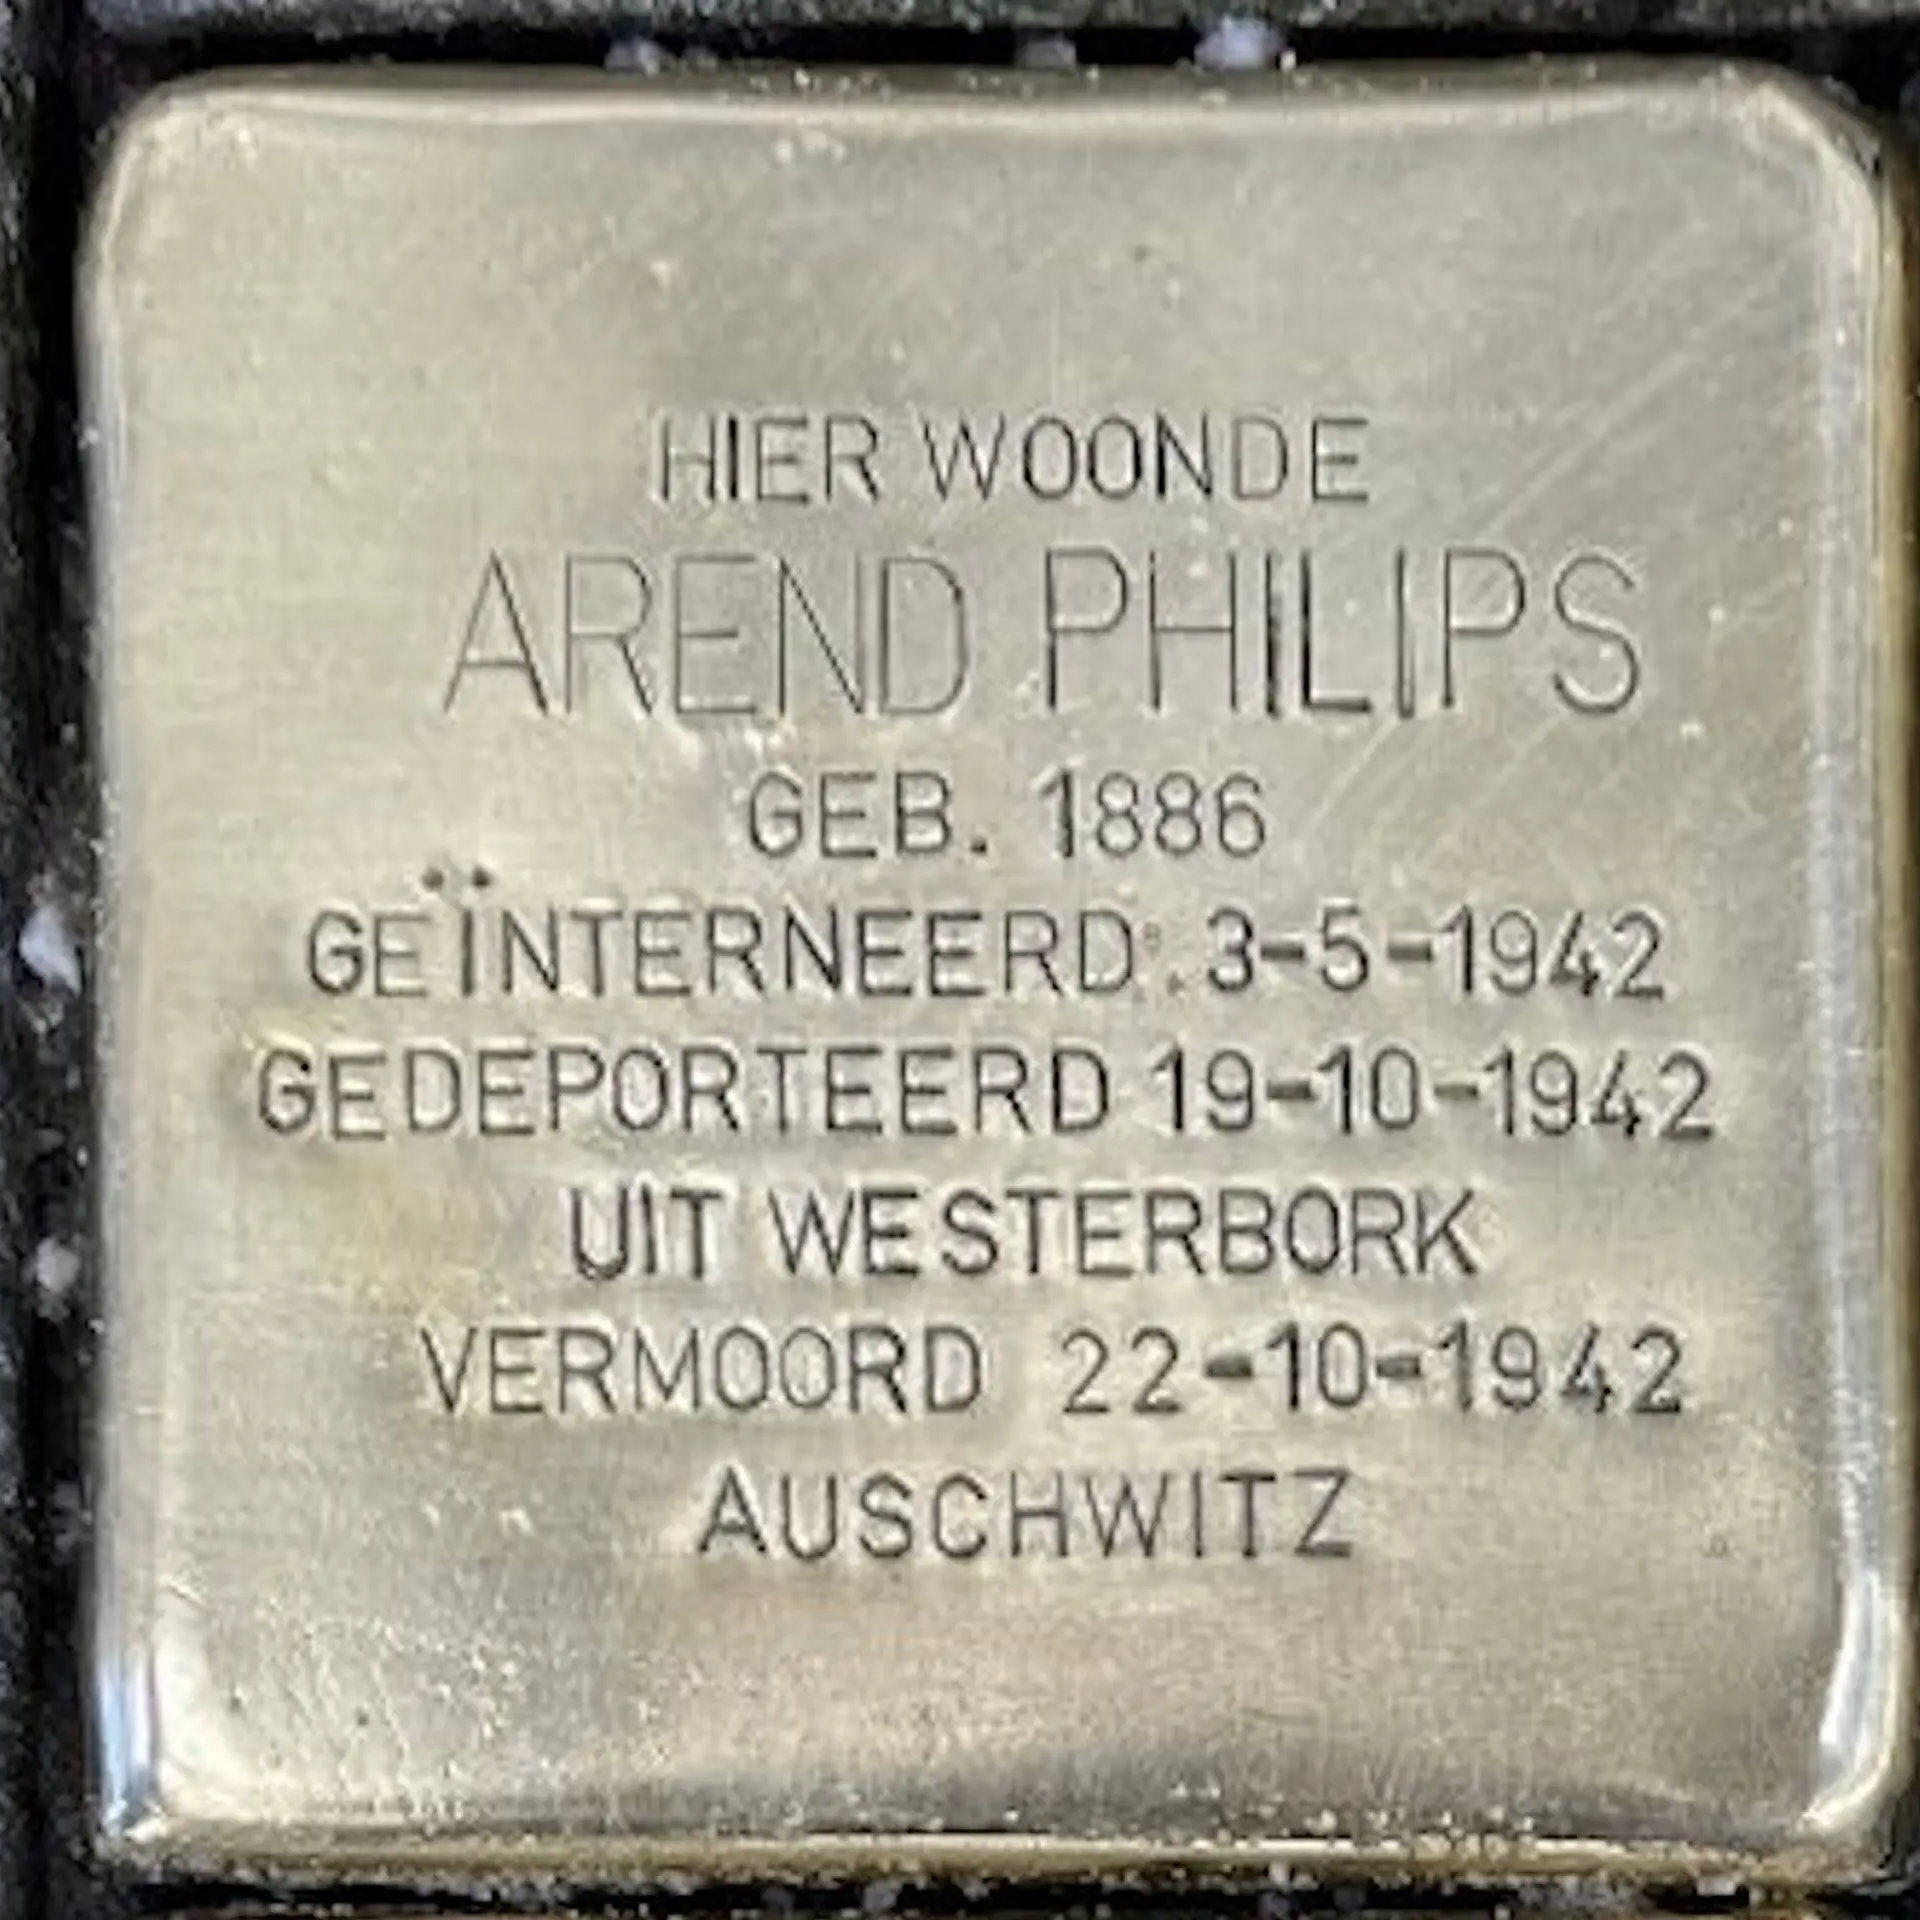 HIER WOONDE
AREND PHILIPS
GEB. 1886
GEÏNTERNEERD 3-5-1942
GEDEPORTEERD 19-10-1942
UIT WESTERBORK
VERMOORD 22-10-1942
AUSCHWITZ